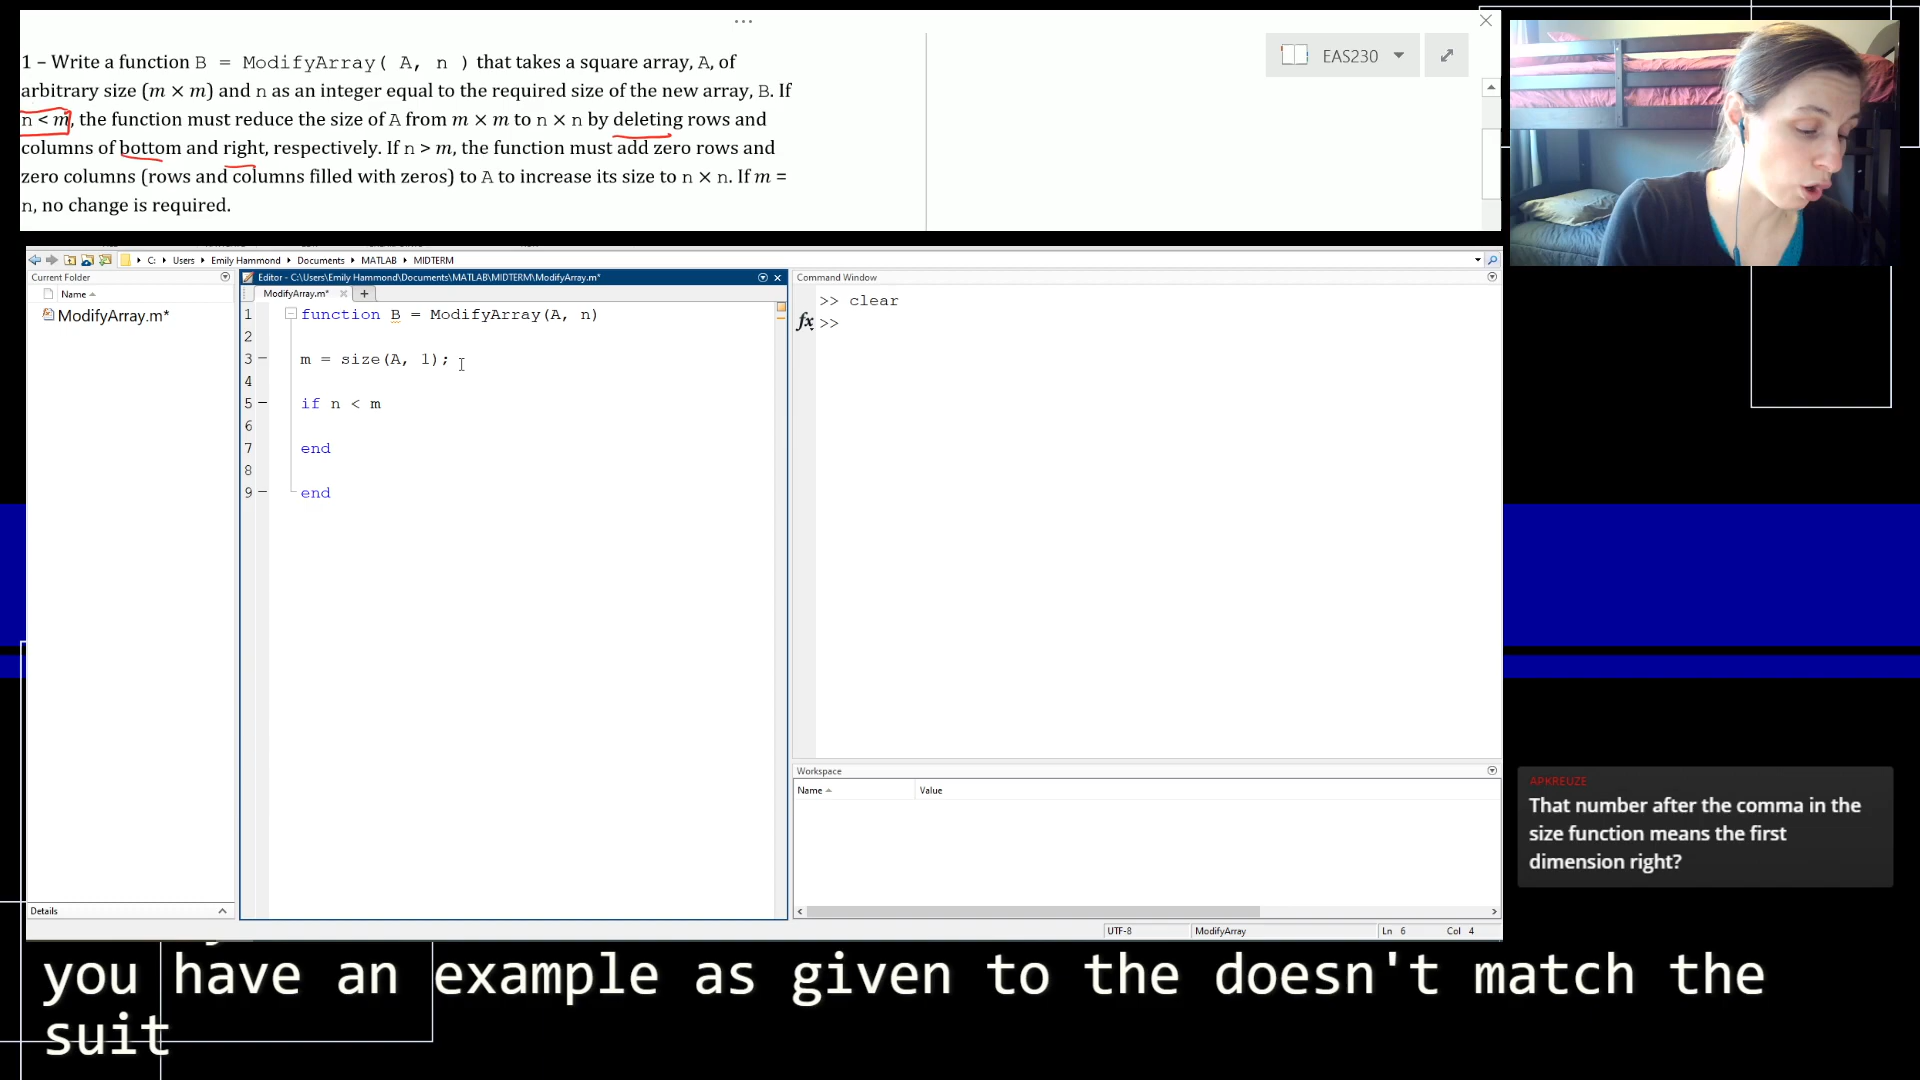 1 – Write a function B = ModifyArray( A, n ) that takes a square array, A, of
arbitrary size (m × m) and n as an integer equal to the required size of the new array, B. If
n < m, the function must reduce the size of A from m × m to n × n by deleting rows and
columns of bottom and right, respectively. If n > m, the function must add zero rows and
zero columns (rows and columns filled with zeros) to A to increase its size to n × n. If m =
n, no change is required.
EAS230
C: Users Emily Hammond Documents MATLAB MIDTERM
Current Folder
Name
ModifyArray.m*
Details
Editor - C:\Users\Emily Hammond\Documents\MATLAB\MIDTERM\ModifyArray.m*
ModifyArray.m* +
1 function B = ModifyArray(A, n)
2
3 m = size(A, 1);
4
5 if n < m
6
7 end
8
9 end
Command Window
>> clear
fx >>
Workspace
Name Value
UTF-8 ModifyArray Ln 6 Col 4
APKREUZE
That number after the comma in the
size function means the first
dimension right?
you have an example as given to the doesn't match the
suit